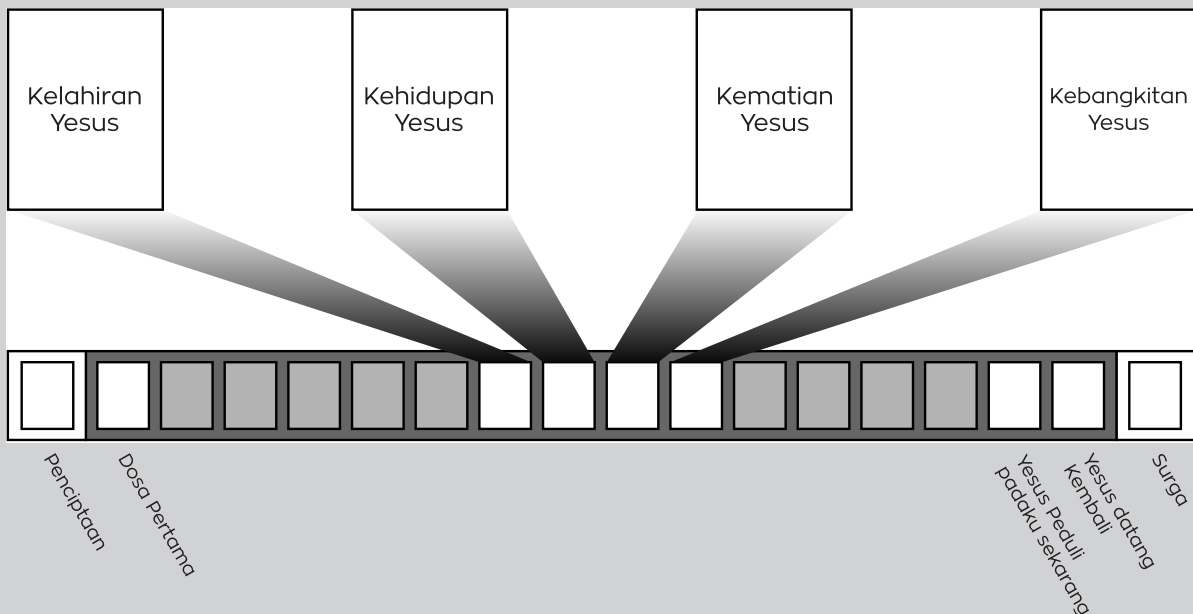 Kelahiran
Yesus
Kehidupan
Yesus
Kematian
Yesus
Kebangkitan
Yesus
Penciptaan
Dosa Pertama
Yesus Peduli
padaku sekarang
Yesus datang
Kembali
Surga